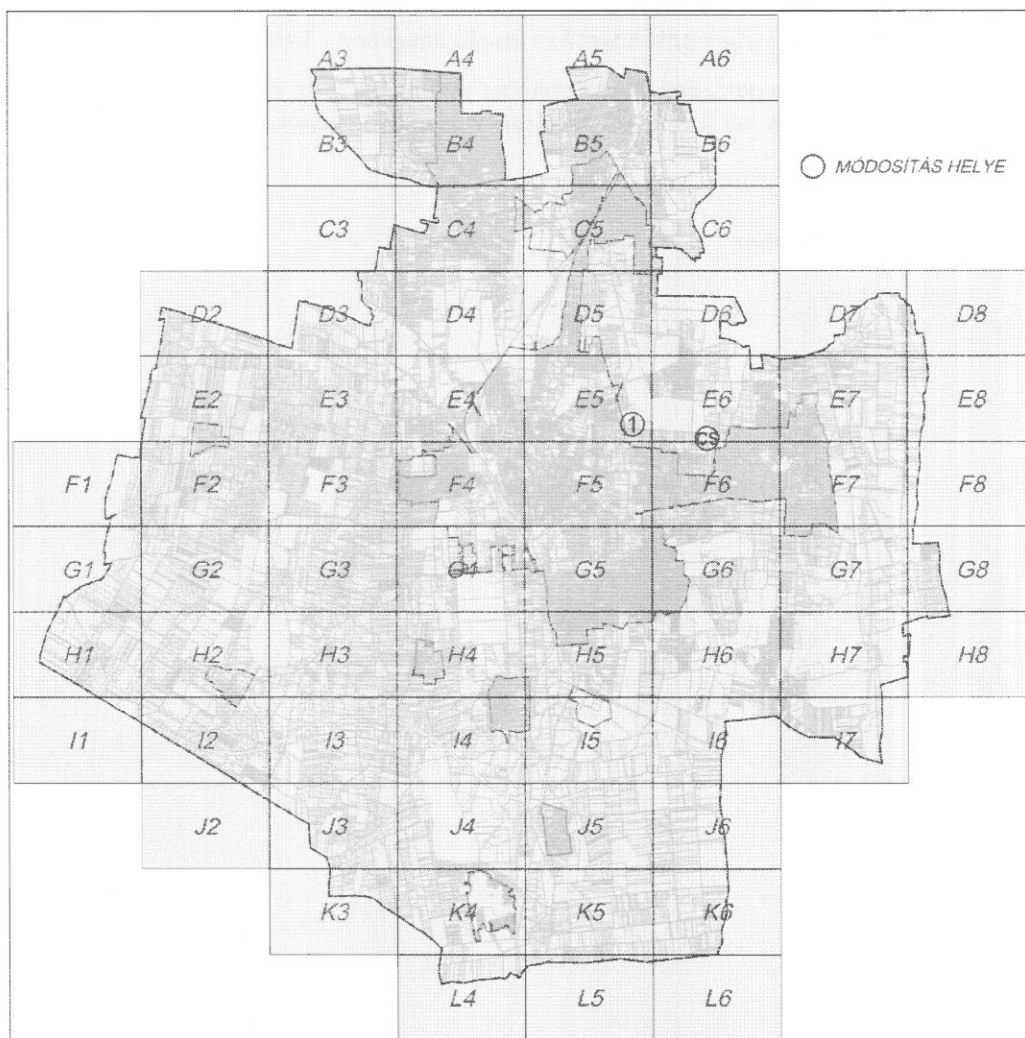 A3 A4 A5 A6
B3 B4 B5 B6
MÓDOSÍTÁS HELYE
C3 C4 C5 C6
D2 D3 D4 D5 D6 D7 D8
E2 E3 E4 E5 E6 E7 E8
1
CS
F1 F2 F3 F4 F5 F6 F7 F8
G1 G2 G3 G4 G5 G6 G7 G8
H1 H2 H3 H4 H5 H6 H7 H8
I1 I2 I3 I4 I5 I6 I7
J2 J3 J4 J5 J6
K3 K4 K5 K6
L4 L5 L6